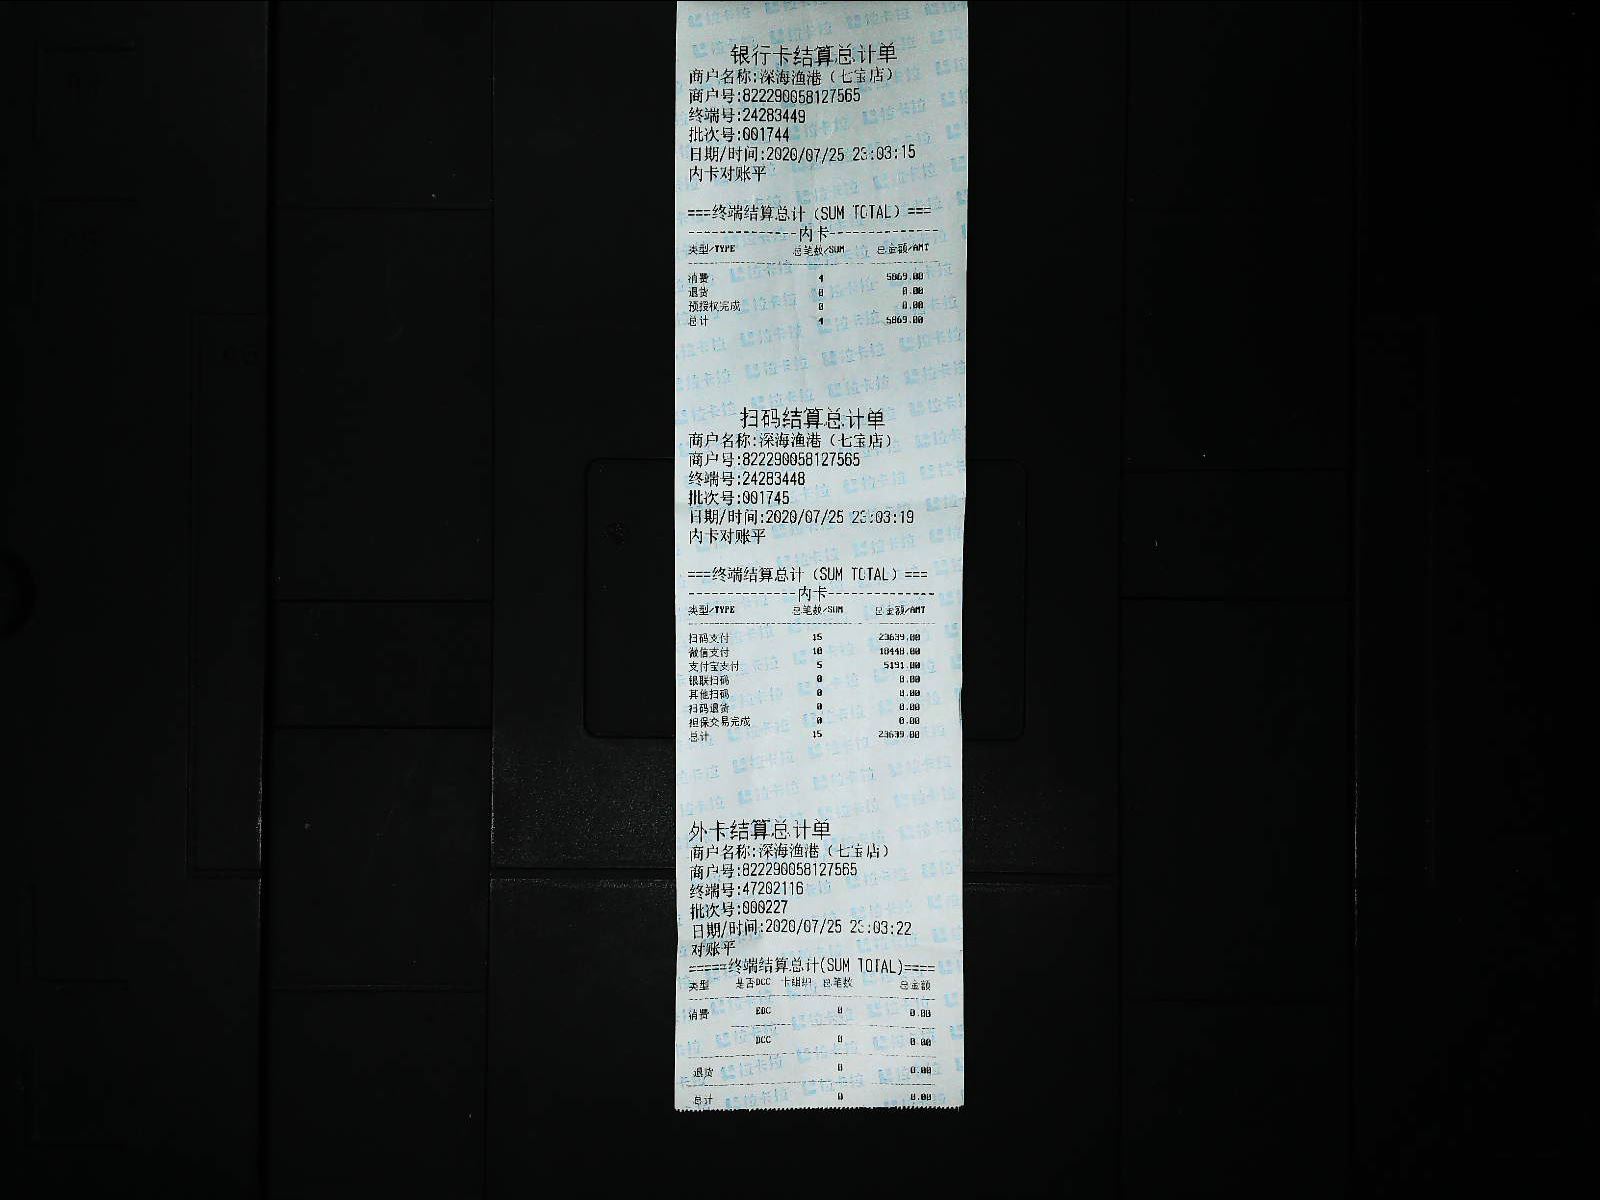 银行卡结算总计单
商户名称:深海渔港（七宝店）
商户号:822290058127565
终端号:24283449
批次号:001744
日期/时间:2020/07/25 23:03:15
内卡对账平
===终端结算总计（SUM TOTAL）===
--------------内卡--------------
类型/TYPE 总笔数/SUM 总金额/AMT
消费 4 5869.00
退货 0 0.00
预授权完成 0 0.00
总计 4 5869.00
扫码结算总计单
商户名称:深海渔港（七宝店）
商户号:822290058127565
终端号:24283448
批次号:001745
日期/时间:2020/07/25 23:03:19
内卡对账平
===终端结算总计（SUM TOTAL）===
--------------内卡--------------
类型/TYPE 总笔数/SUM 总金额/AMT
扫码支付 15 23639.00
微信支付 10 18448.00
支付宝支付 5 5191.00
银联扫码 0 0.00
其他扫码 0 0.00
扫码退货 0 0.00
担保交易完成 0 0.00
总计 15 23639.00
外卡结算总计单
商户名称:深海渔港（七宝店）
商户号:822290058127565
终端号:47202116
批次号:000227
日期/时间:2020/07/25 23:03:22
对账平
=====终端结算总计(SUM TOTAL)====
类型 是否DCC 卡组织 总笔数 总金额
消费 EDC 0 0.00
DCC 0 0.00
退货 0 0.00
总计 0 0.00